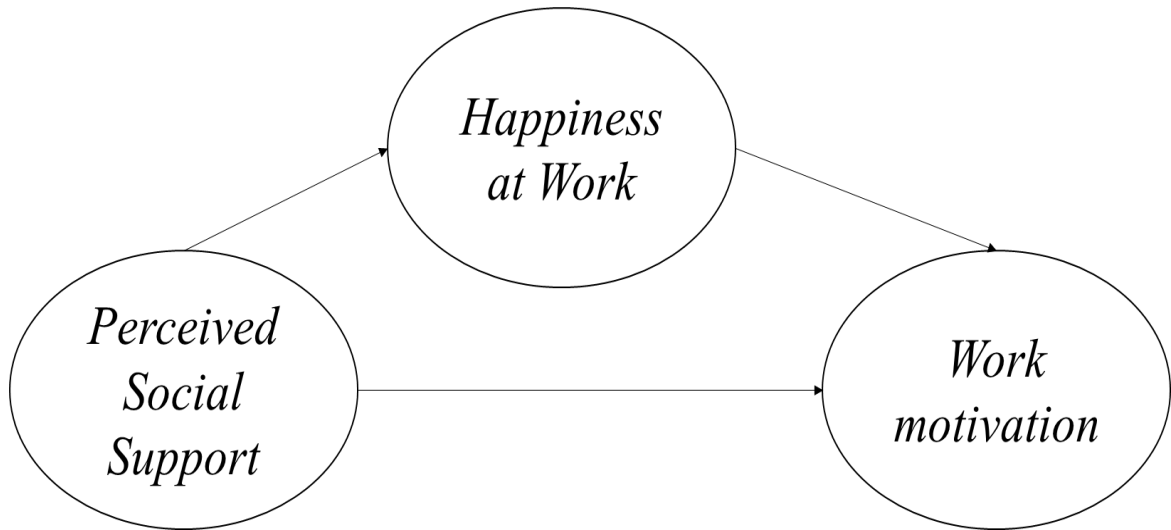 Happiness
at Work
Perceived
Social
Support
Work
motivation